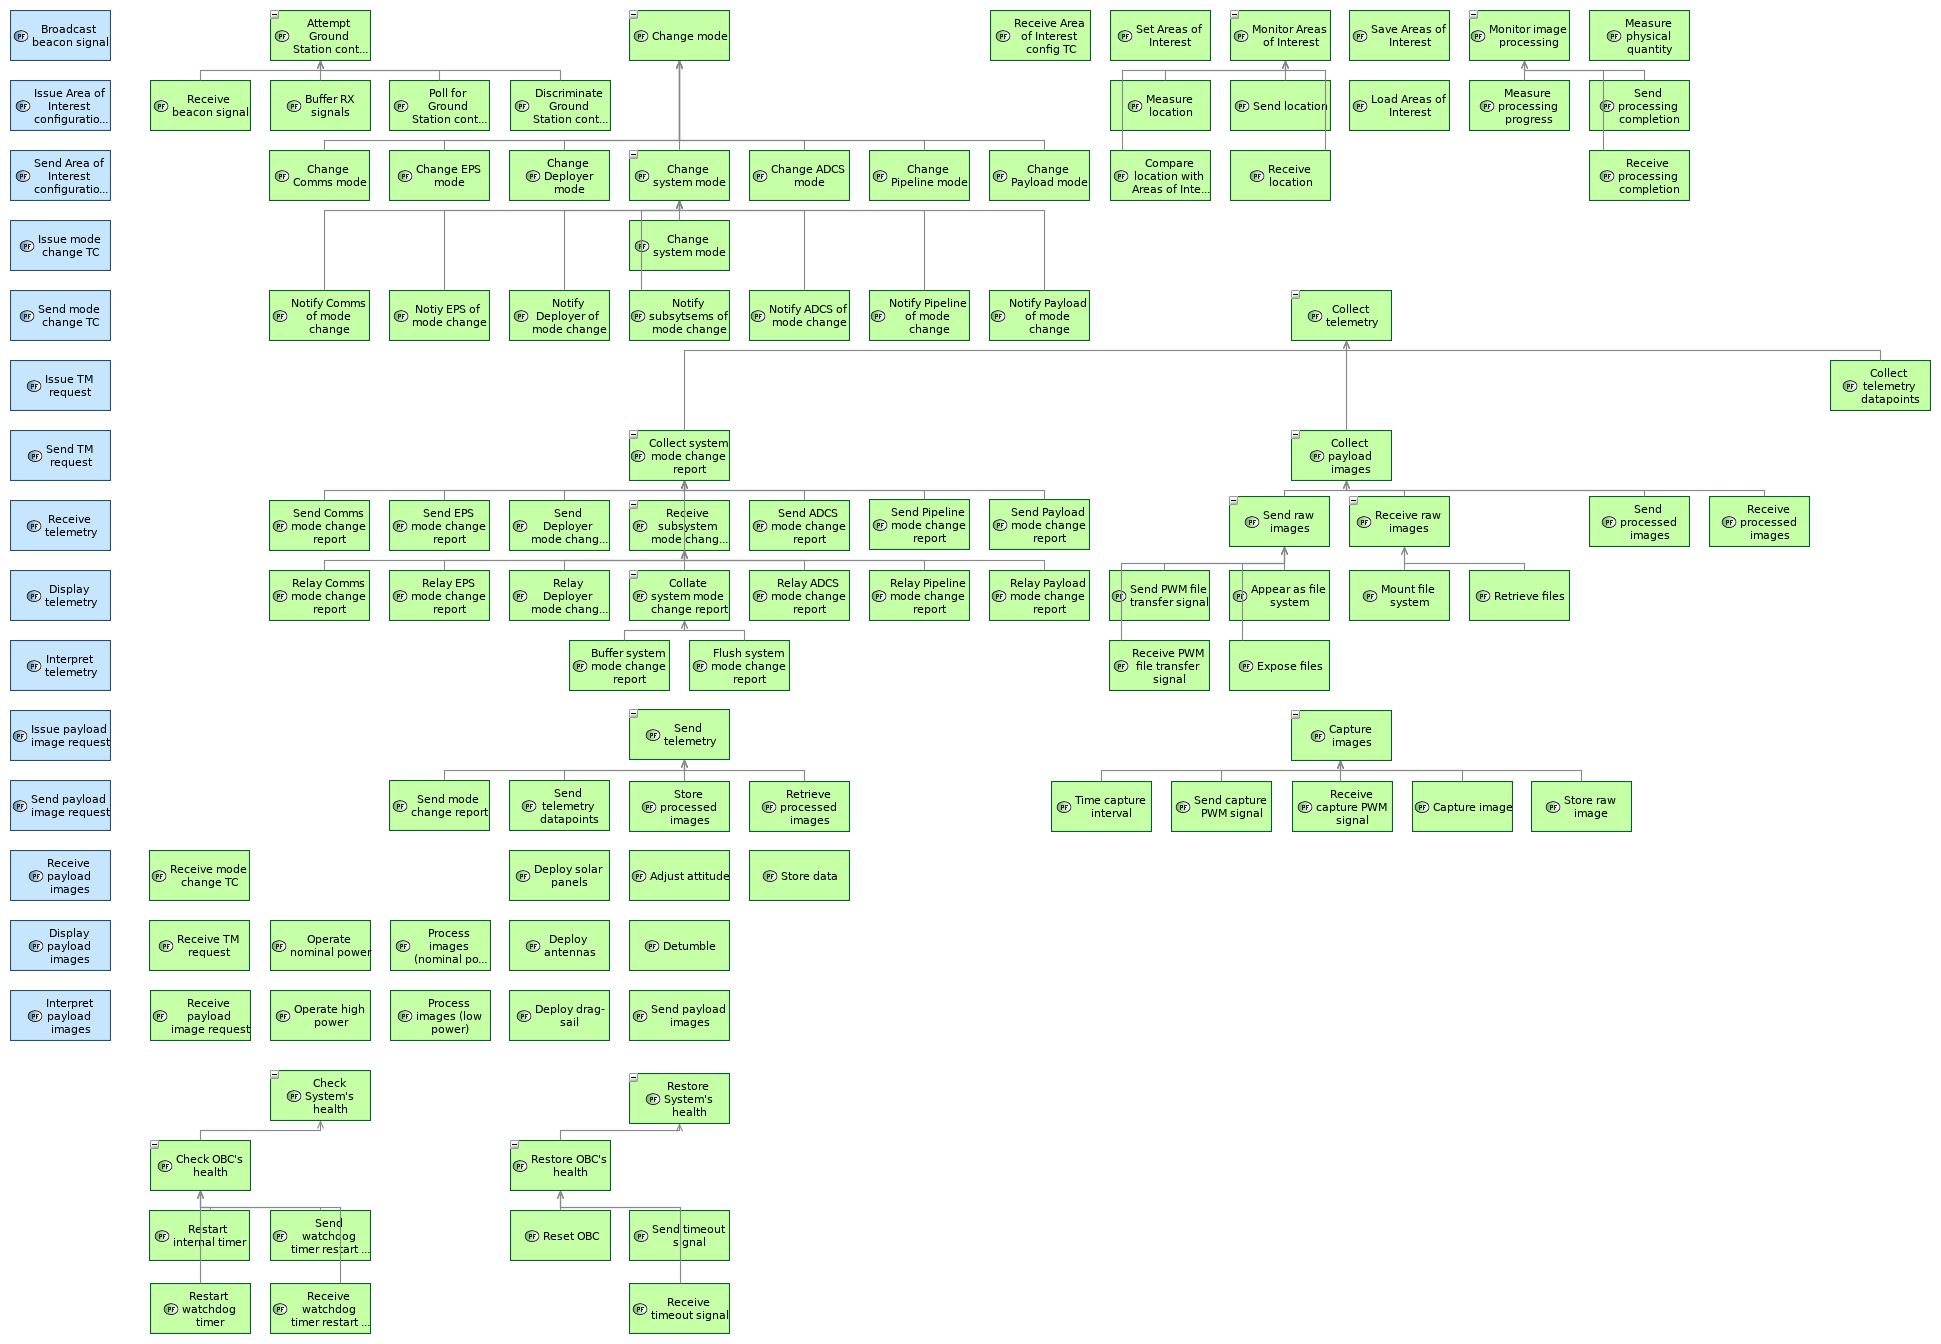 Broadcast
beacon signal
Attempt
Ground
Station cont...
Change mode
Receive Area
of Interest
config TC
Set Areas of
Interest
Monitor Areas
of Interest
Save Areas of
Interest
Monitor image
processing
Measure
physical
quantity
Issue Area of
Interest
configuratio...
Receive
beacon signal
Buffer RX
signals
Poll for
Ground
Station cont...
Discriminate
Ground
Station cont...
Measure
location
Send location
Load Areas of
Interest
Measure
processing
progress
Send
processing
completion
Send Area of
Interest
configuratio...
Change
Comms mode
Change EPS
mode
Change
Deployer
mode
Change
system mode
Change ADCS
mode
Change
Pipeline mode
Change
Payload mode
Compare
location with
Areas of Inte...
Receive
location
Receive
processing
completion
Issue mode
change TC
Change
system mode
Send mode
change TC
Notify Comms
of mode
change
Notiy EPS of
mode change
Notify
Deployer of
mode change
Notify
subsytsems of
mode change
Notify ADCS of
mode change
Notify Pipeline
of mode
change
Notify Payload
of mode
change
Collect
telemetry
Issue TM
request
Collect
telemetry
datapoints
Send TM
request
Collect system
mode change
report
Collect
payload
images
Receive
telemetry
Send Comms
mode change
report
Send EPS
mode change
report
Send
Deployer
mode chang...
Receive
subsystem
mode chang...
Send ADCS
mode change
report
Send Pipeline
mode change
report
Send Payload
mode change
report
Send raw
images
Receive raw
images
Send
processed
images
Receive
processed
images
Display
telemetry
Relay Comms
mode change
report
Relay EPS
mode change
report
Relay
Deployer
mode chang...
Collate
system mode
change report
Relay ADCS
mode change
report
Relay Pipeline
mode change
report
Relay Payload
mode change
report
Send PWM file
transfer signal
Appear as file
system
Mount file
system
Retrieve files
Interpret
telemetry
Buffer system
mode change
report
Flush system
mode change
report
Receive PWM
file transfer
signal
Expose files
Issue payload
image request
Send
telemetry
Capture
images
Send payload
image request
Send mode
change report
Send
telemetry
datapoints
Store
processed
images
Retrieve
processed
images
Time capture
interval
Send capture
PWM signal
Receive
capture PWM
signal
Capture image
Store raw
image
Receive
payload
images
Receive mode
change TC
Deploy solar
panels
Adjust attitude
Store data
Display
payload
images
Receive TM
request
Operate
nominal power
Process
images
(nominal po...
Deploy
antennas
Detumble
Interpret
payload
images
Receive
payload
image request
Operate high
power
Process
images (low
power)
Deploy drag-
sail
Send payload
images
Check
System's
health
Restore
System's
health
Check OBC's
health
Restore OBC's
health
Restart
internal timer
Send
watchdog
timer restart ...
Reset OBC
Send timeout
signal
Restart
watchdog
timer
Receive
watchdog
timer restart ...
Receive
timeout signal